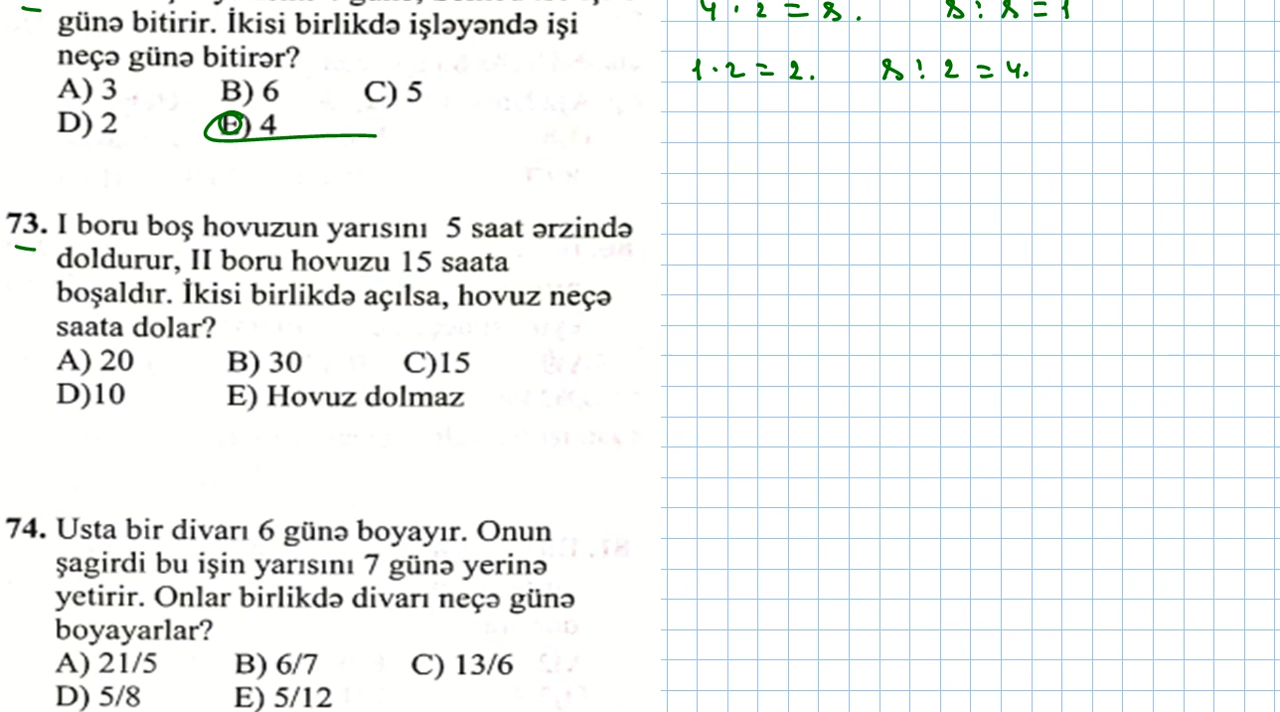 günə bitirir. İkisi birlikdə işləyəndə işi
neçə günə bitirər?
A) 3 B) 6 C) 5
D) 2 E) 4
73. I boru boş hovuzun yarısını 5 saat ərzində
doldurur, II boru hovuzu 15 saata
boşaldır. İkisi birlikdə açılsa, hovuz neçə
saata dolar?
A) 20 B) 30 C)15
D)10 E) Hovuz dolmaz
74. Usta bir divarı 6 günə boyayır. Onun
şagirdi bu işin yarısını 7 günə yerinə
yetirir. Onlar birlikdə divarı neçə günə
boyayarlar?
A) 21/5 B) 6/7 C) 13/6
D) 5/8 E) 5/12
4 · 2 = 8. 8 : 8 = 1
1 · 2 = 2. 8 : 2 = 4.